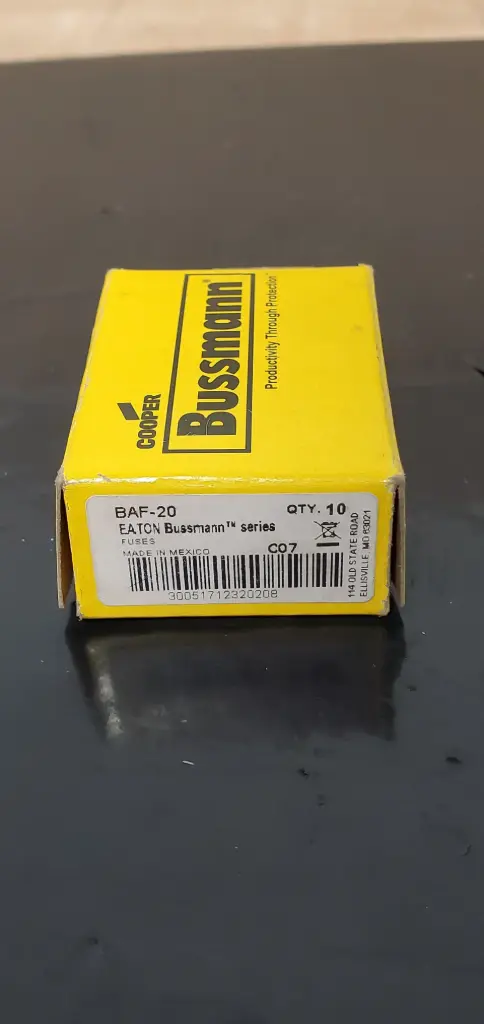 COOPER
Bussmann®
Productivity Through Protection™
BAF-20
QTY. 10
EATON Bussmann™ series
FUSES
MADE IN MEXICO
C07
30051712320208
114 OLD STATE ROAD
ELLISVILLE, MO 63021